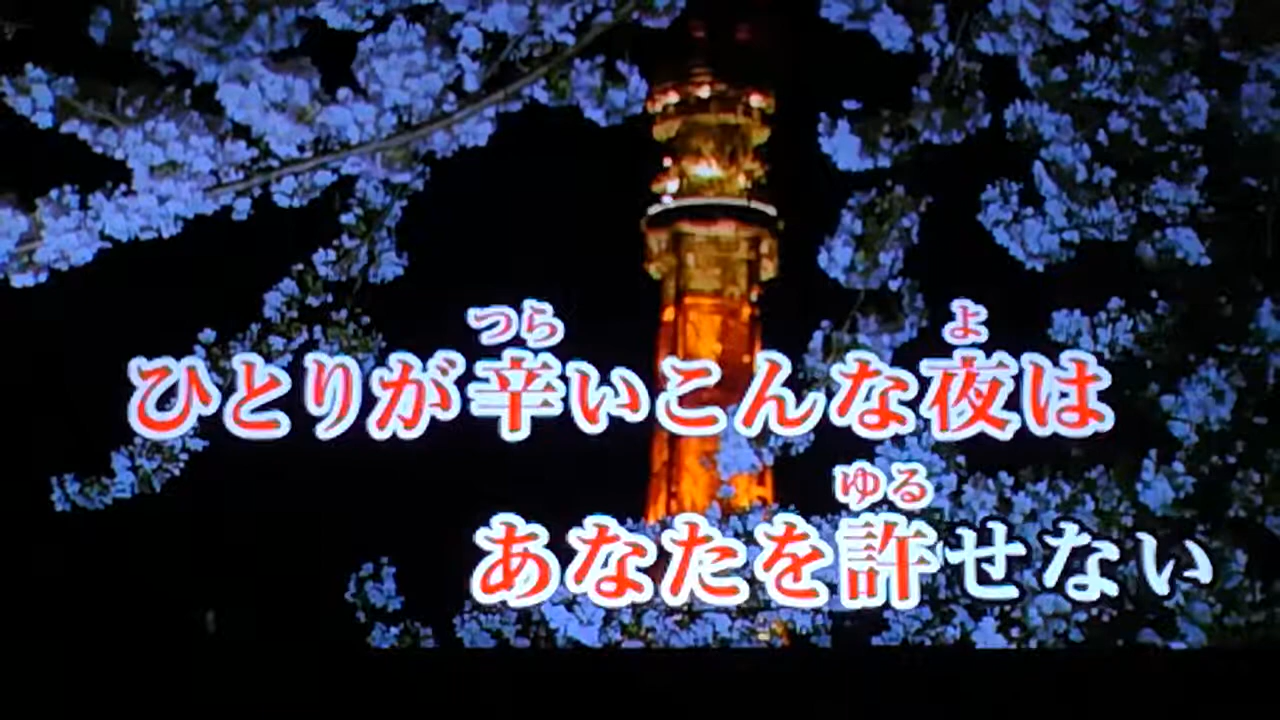 つら よ
ひとりが辛いこんな夜は
ゆる
あなたを許せない